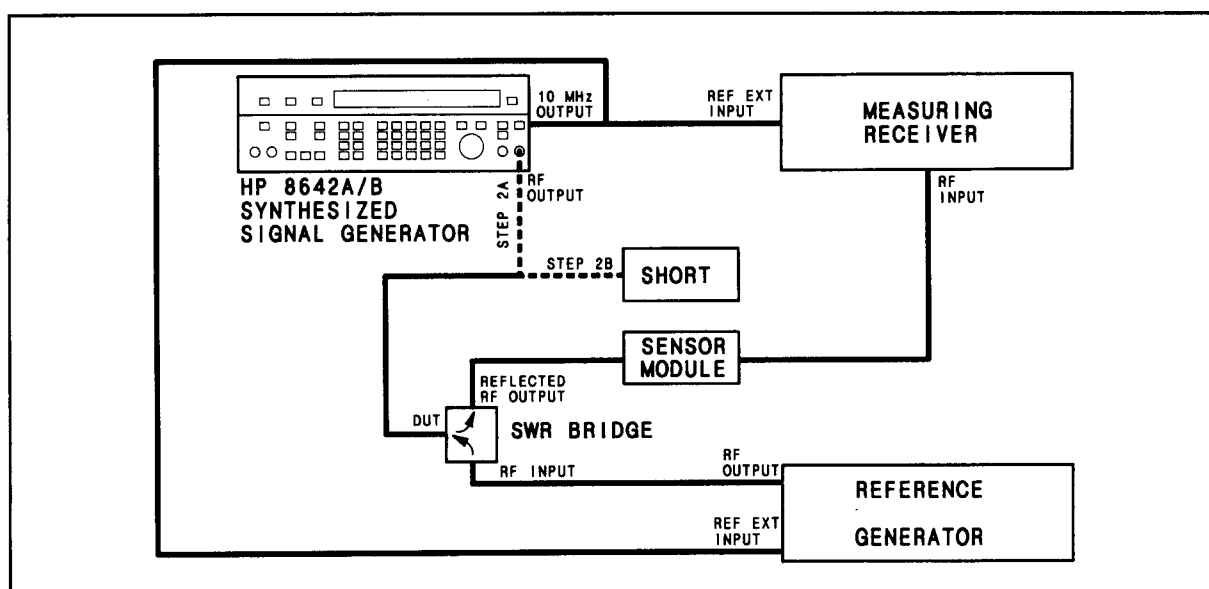 10 MHz
OUTPUT
REF EXT
INPUT
MEASURING
RECEIVER
HP 8642A/B
SYNTHESIZED
SIGNAL GENERATOR
STEP 2A
RF
OUTPUT
RF
INPUT
STEP 2B
SHORT
SENSOR
MODULE
REFLECTED
RF OUTPUT
DUT
SWR BRIDGE
RF INPUT
RF
OUTPUT
REFERENCE
GENERATOR
REF EXT
INPUT